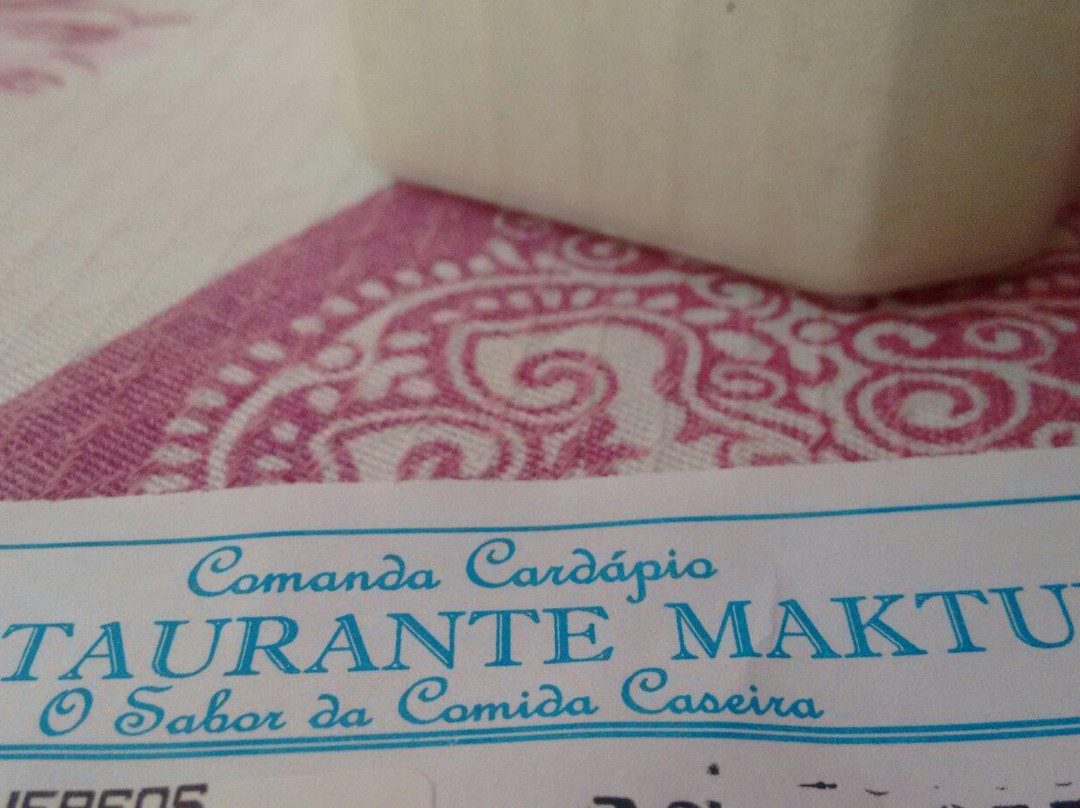 Comanda Cardápio
TAURANTE MAKTU
O Sabor da Comida Caseira